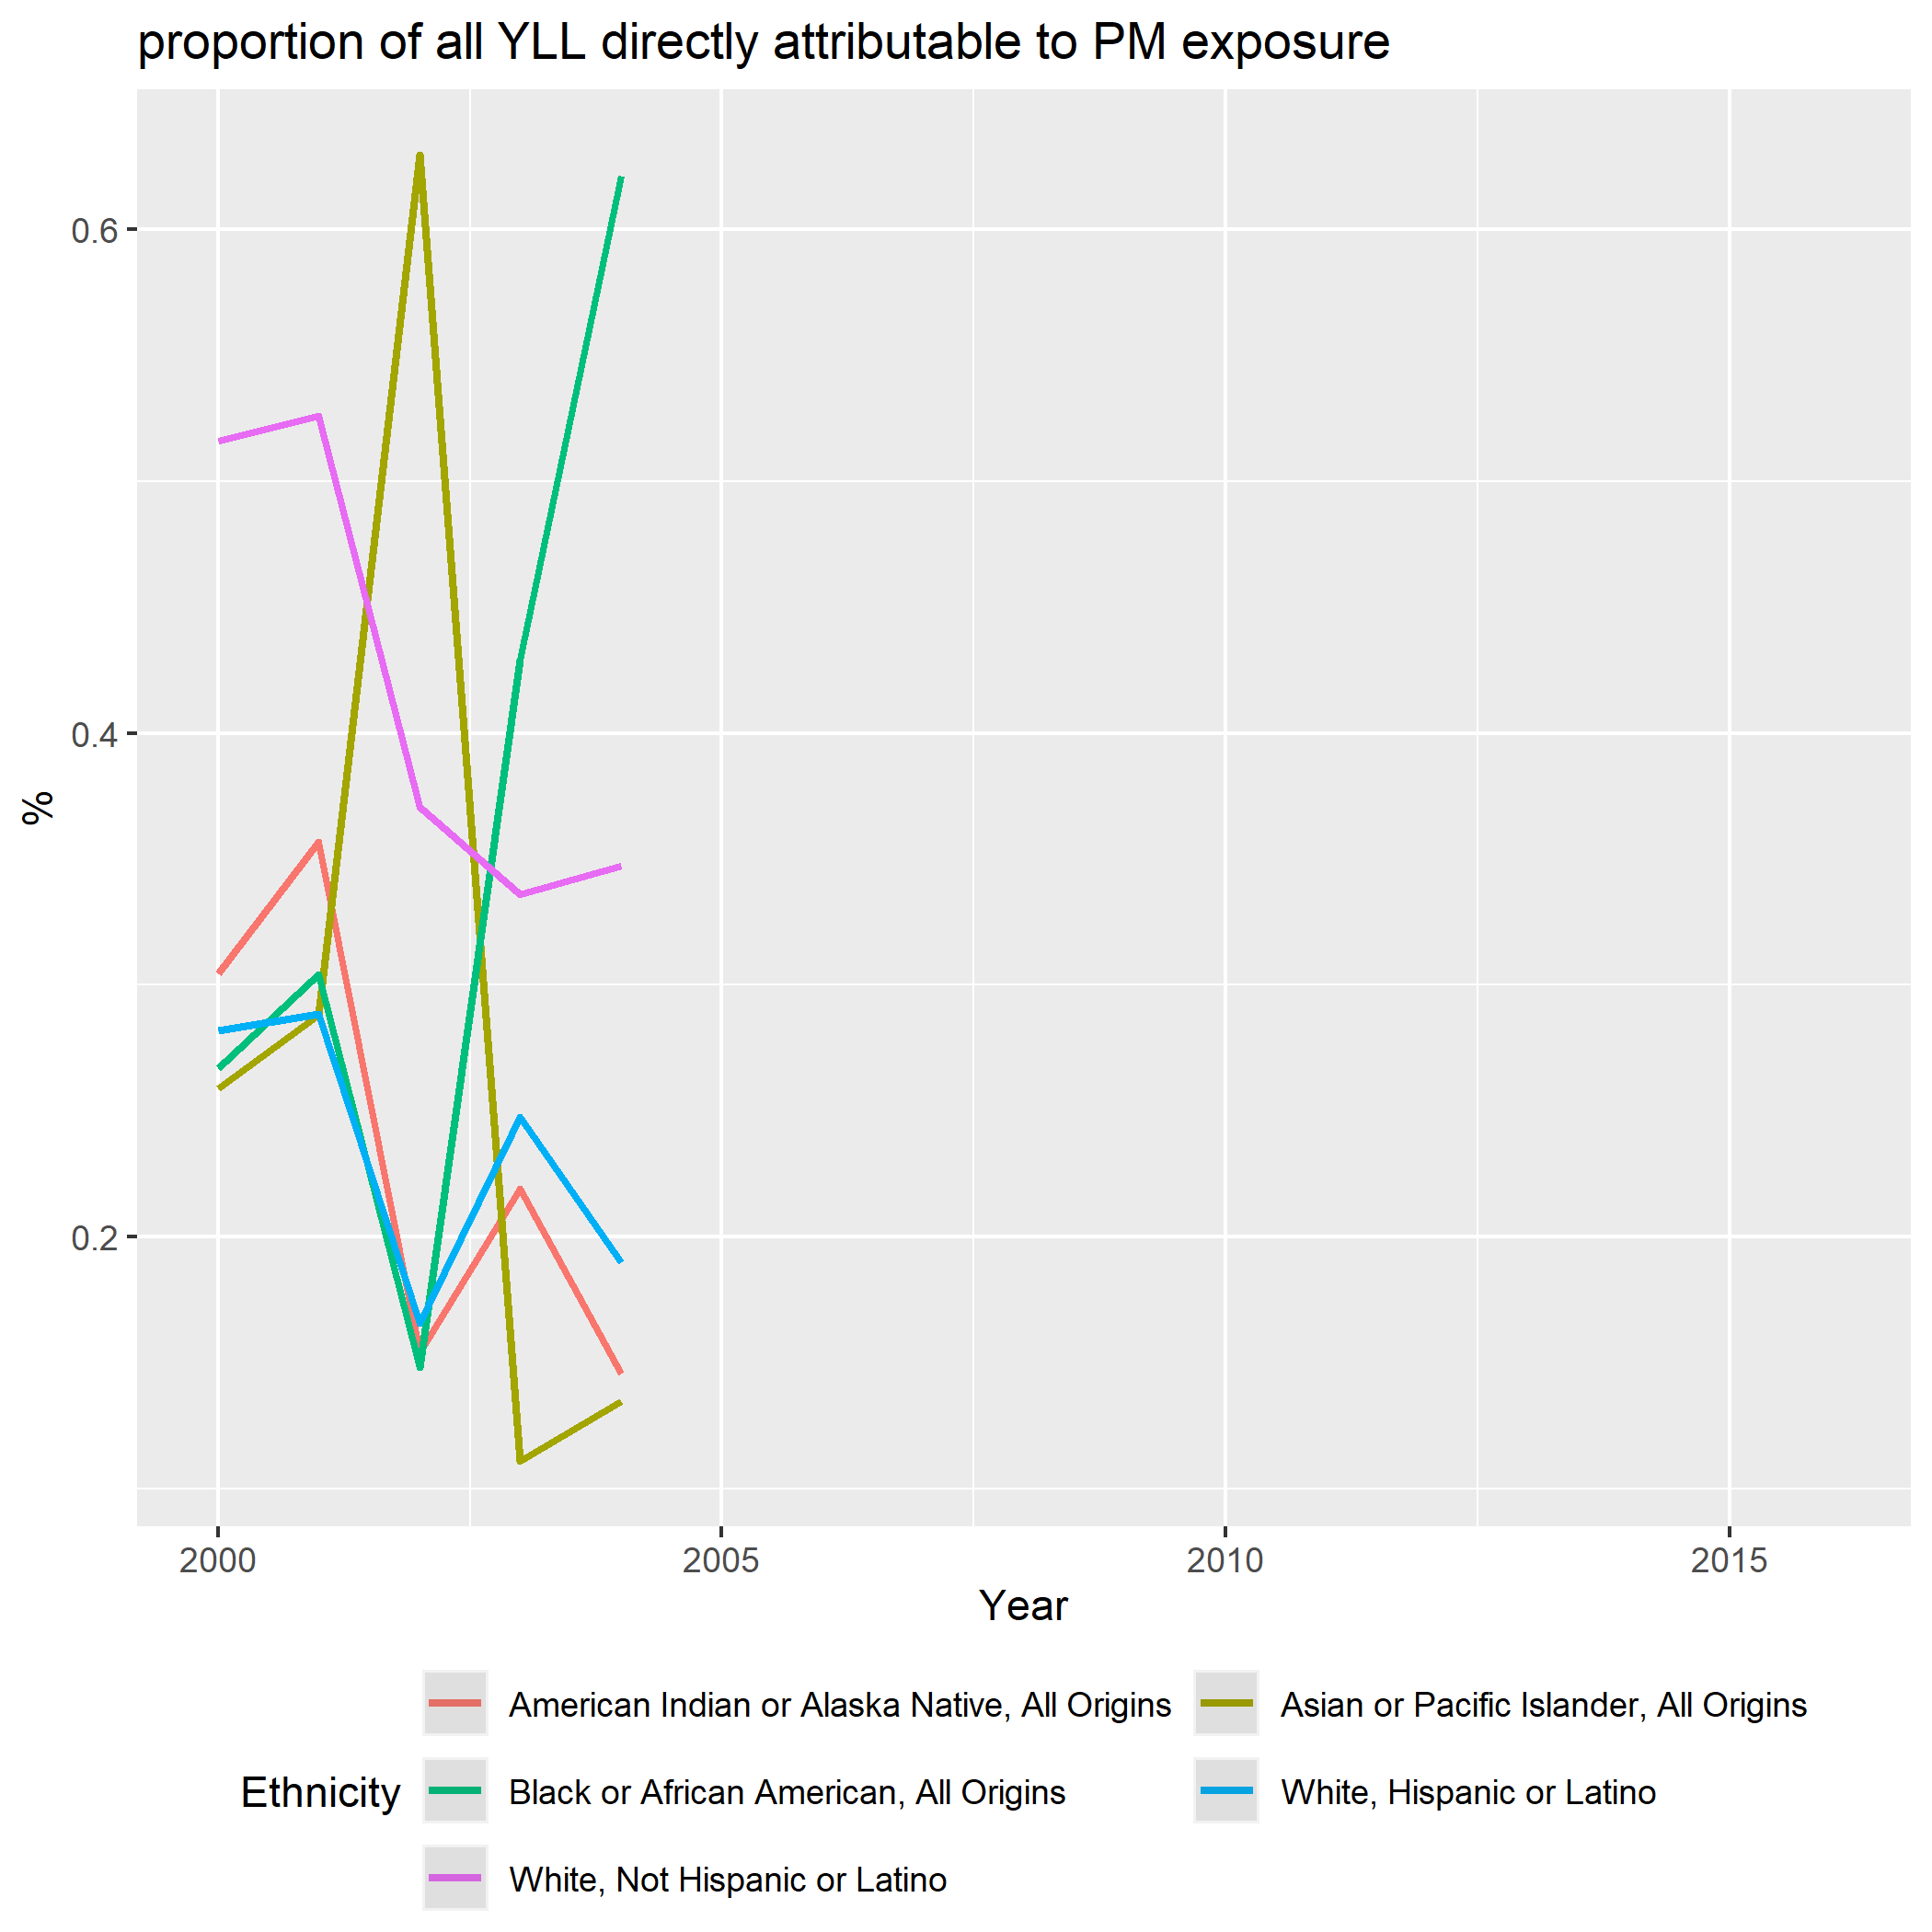 proportion of all YLL directly attributable to PM exposure
0.6
0.4
0.2
%
2000 2005 2010 2015
Year
Ethnicity
American Indian or Alaska Native, All Origins
Asian or Pacific Islander, All Origins
Black or African American, All Origins
White, Hispanic or Latino
White, Not Hispanic or Latino